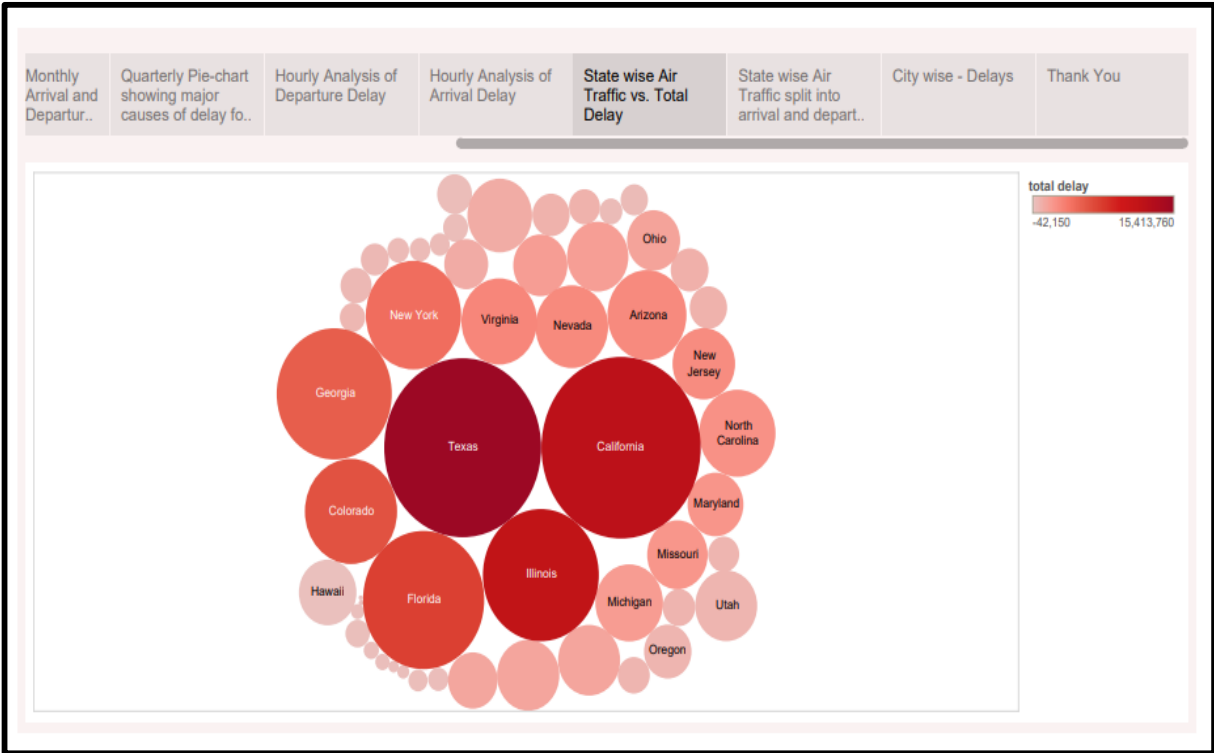 Monthly
Arrival and
Departur..
Quarterly Pie-chart
showing major
causes of delay fo..
Hourly Analysis of
Departure Delay
Hourly Analysis of
Arrival Delay
State wise Air
Traffic vs. Total
Delay
State wise Air
Traffic split into
arrival and depart..
City wise - Delays
Thank You
total delay
-42,150
15,413,760
Ohio
New York
Virginia
Nevada
Arizona
New
Jersey
Georgia
North
Carolina
Texas
California
Colorado
Maryland
Missouri
Illinois
Hawaii
Florida
Michigan
Utah
Oregon